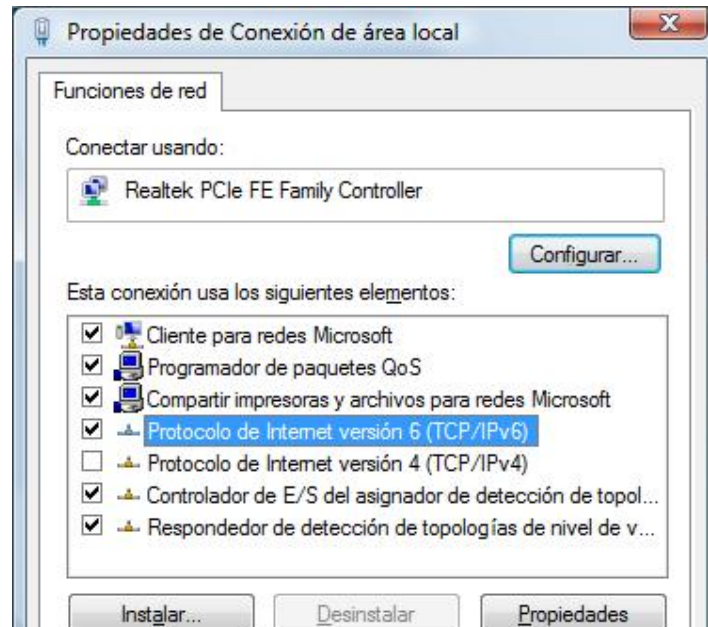 Propiedades de Conexión de área local
Funciones de red
Conectar usando:
Realtek PCIe FE Family Controller
Configurar...
Esta conexión usa los siguientes elementos:
Cliente para redes Microsoft
Programador de paquetes QoS
Compartir impresoras y archivos para redes Microsoft
Protocolo de Internet versión 6 (TCP/IPv6)
Protocolo de Internet versión 4 (TCP/IPv4)
Controlador de E/S del asignador de detección de topol...
Respondedor de detección de topologías de nivel de v...
Instalar... Desinstalar Propiedades